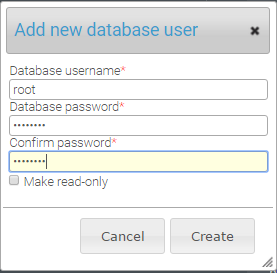 Add new database user
Database username*
root
Database password*
••••••••
Confirm password*
••••••••
Make read-only
Cancel Create